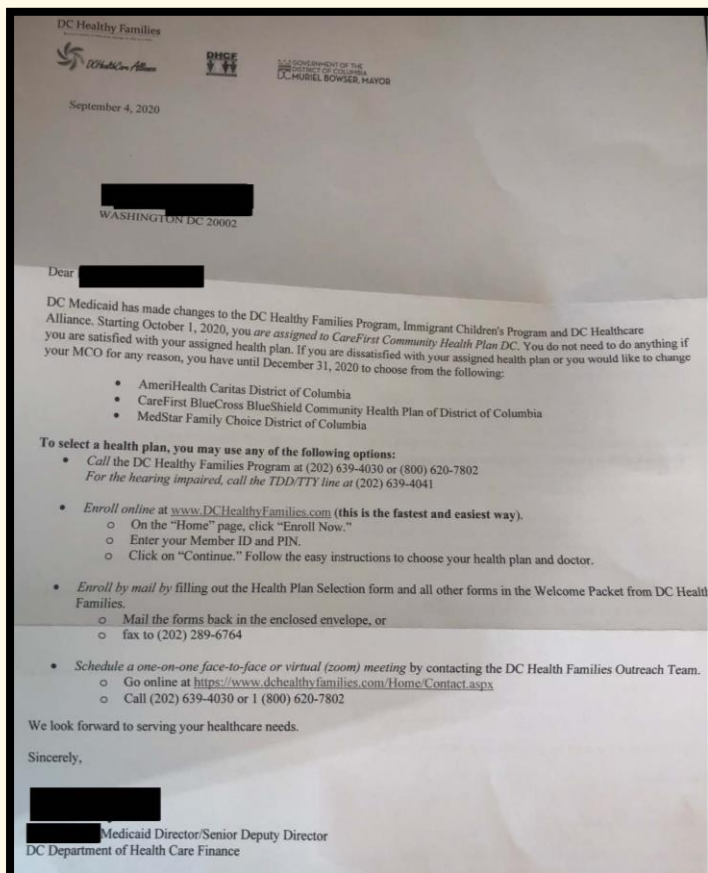 DC Healthy Families
DC HealthCare Alliance
DHCF
GOVERNMENT OF THE
DISTRICT OF COLUMBIA
DC MURIEL BOWSER, MAYOR
September 4, 2020
WASHINGTON DC 20002
Dear
DC Medicaid has made changes to the DC Healthy Families Program, Immigrant Children's Program and DC Healthcare
Alliance. Starting October 1, 2020, you are assigned to CareFirst Community Health Plan DC. You do not need to do anything if
you are satisfied with your assigned health plan. If you are dissatisfied with your assigned health plan or you would like to change
your MCO for any reason, you have until December 31, 2020 to choose from the following:
• AmeriHealth Caritas District of Columbia
• CareFirst BlueCross BlueShield Community Health Plan of District of Columbia
• MedStar Family Choice District of Columbia
To select a health plan, you may use any of the following options:
• Call the DC Healthy Families Program at (202) 639-4030 or (800) 620-7802
For the hearing impaired, call the TDD/TTY line at (202) 639-4041
• Enroll online at www.DCHealthyFamilies.com (this is the fastest and easiest way).
o On the "Home" page, click "Enroll Now."
o Enter your Member ID and PIN.
o Click on "Continue." Follow the easy instructions to choose your health plan and doctor.
• Enroll by mail by filling out the Health Plan Selection form and all other forms in the Welcome Packet from DC Health
Families.
o Mail the forms back in the enclosed envelope, or
o fax to (202) 289-6764
• Schedule a one-on-one face-to-face or virtual (zoom) meeting by contacting the DC Health Families Outreach Team.
o Go online at https://www.dchealthyfamilies.com/Home/Contact.aspx
o Call (202) 639-4030 or 1 (800) 620-7802
We look forward to serving your healthcare needs.
Sincerely,
Medicaid Director/Senior Deputy Director
DC Department of Health Care Finance